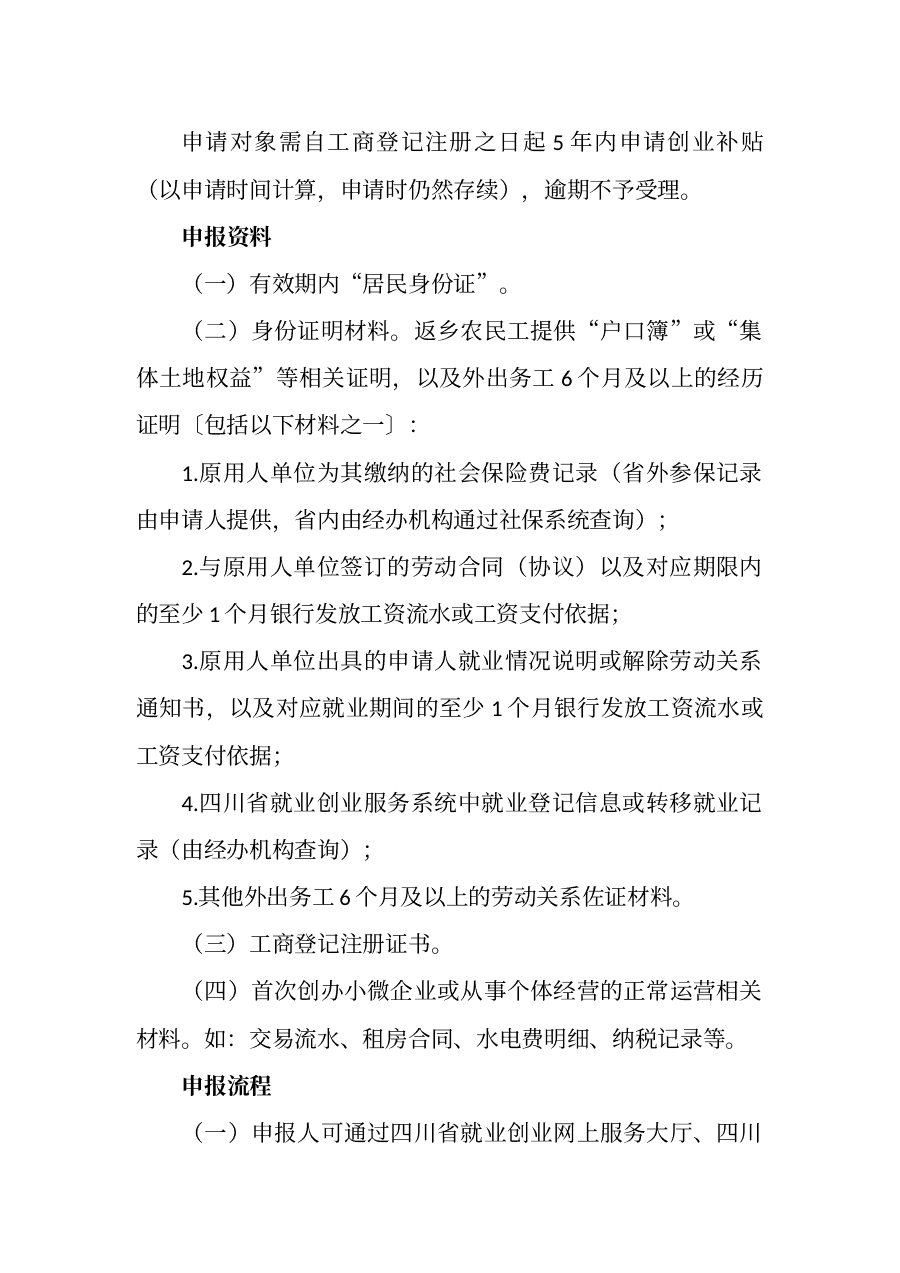 申请对象需自工商登记注册之日起 5 年内申请创业补贴
（以申请时间计算，申请时仍然存续），逾期不予受理。
申报资料
（一）有效期内“居民身份证”。
（二）身份证明材料。返乡农民工提供“户口簿”或“集
体土地权益”等相关证明，以及外出务工 6 个月及以上的经历
证明〔包括以下材料之一〕：
1.原用人单位为其缴纳的社会保险费记录（省外参保记录
由申请人提供，省内由经办机构通过社保系统查询）；
2.与原用人单位签订的劳动合同（协议）以及对应期限内
的至少 1 个月银行发放工资流水或工资支付依据；
3.原用人单位出具的申请人就业情况说明或解除劳动关系
通知书，以及对应就业期间的至少 1 个月银行发放工资流水或
工资支付依据；
4.四川省就业创业服务系统中就业登记信息或转移就业记
录（由经办机构查询）；
5.其他外出务工 6 个月及以上的劳动关系佐证材料。
（三）工商登记注册证书。
（四）首次创办小微企业或从事个体经营的正常运营相关
材料。如：交易流水、租房合同、水电费明细、纳税记录等。
申报流程
（一）申报人可通过四川省就业创业网上服务大厅、四川